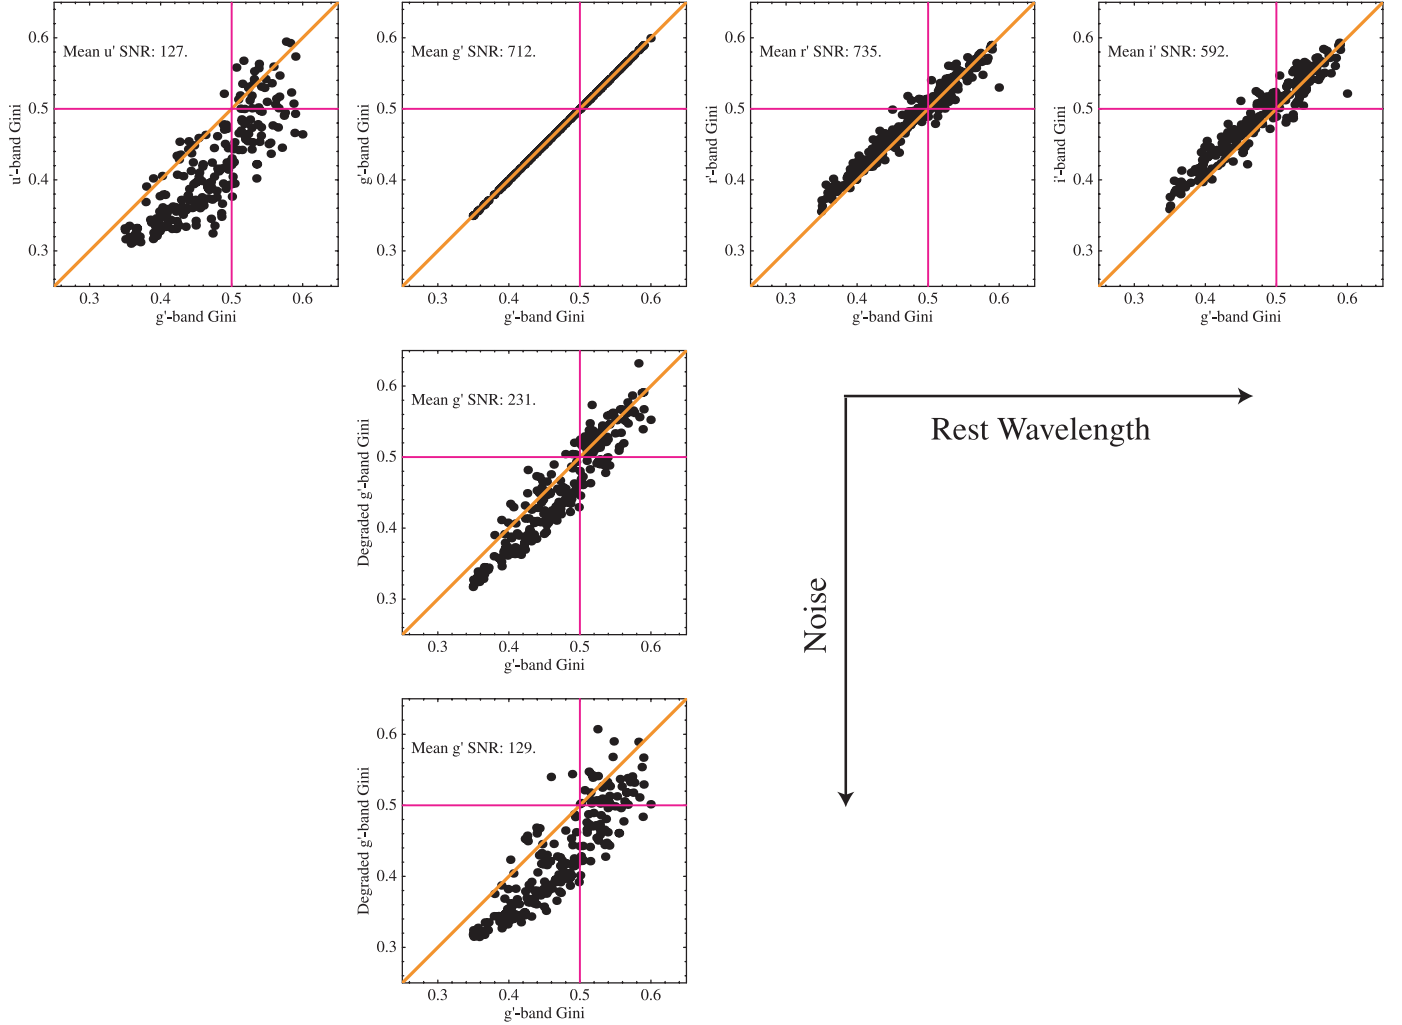 Mean u' SNR: 127.
u'-band Gini
0.6
0.5
0.4
0.3
0.3 0.4 0.5 0.6
g'-band Gini
Mean g' SNR: 712.
g'-band Gini
0.6
0.5
0.4
0.3
0.3 0.4 0.5 0.6
g'-band Gini
Mean r' SNR: 735.
r'-band Gini
0.6
0.5
0.4
0.3
0.3 0.4 0.5 0.6
g'-band Gini
Mean i' SNR: 592.
i'-band Gini
0.6
0.5
0.4
0.3
0.3 0.4 0.5 0.6
g'-band Gini
Mean g' SNR: 231.
Degraded g'-band Gini
0.6
0.5
0.4
0.3
0.3 0.4 0.5 0.6
g'-band Gini
Rest Wavelength
Noise
Mean g' SNR: 129.
Degraded g'-band Gini
0.6
0.5
0.4
0.3
0.3 0.4 0.5 0.6
g'-band Gini